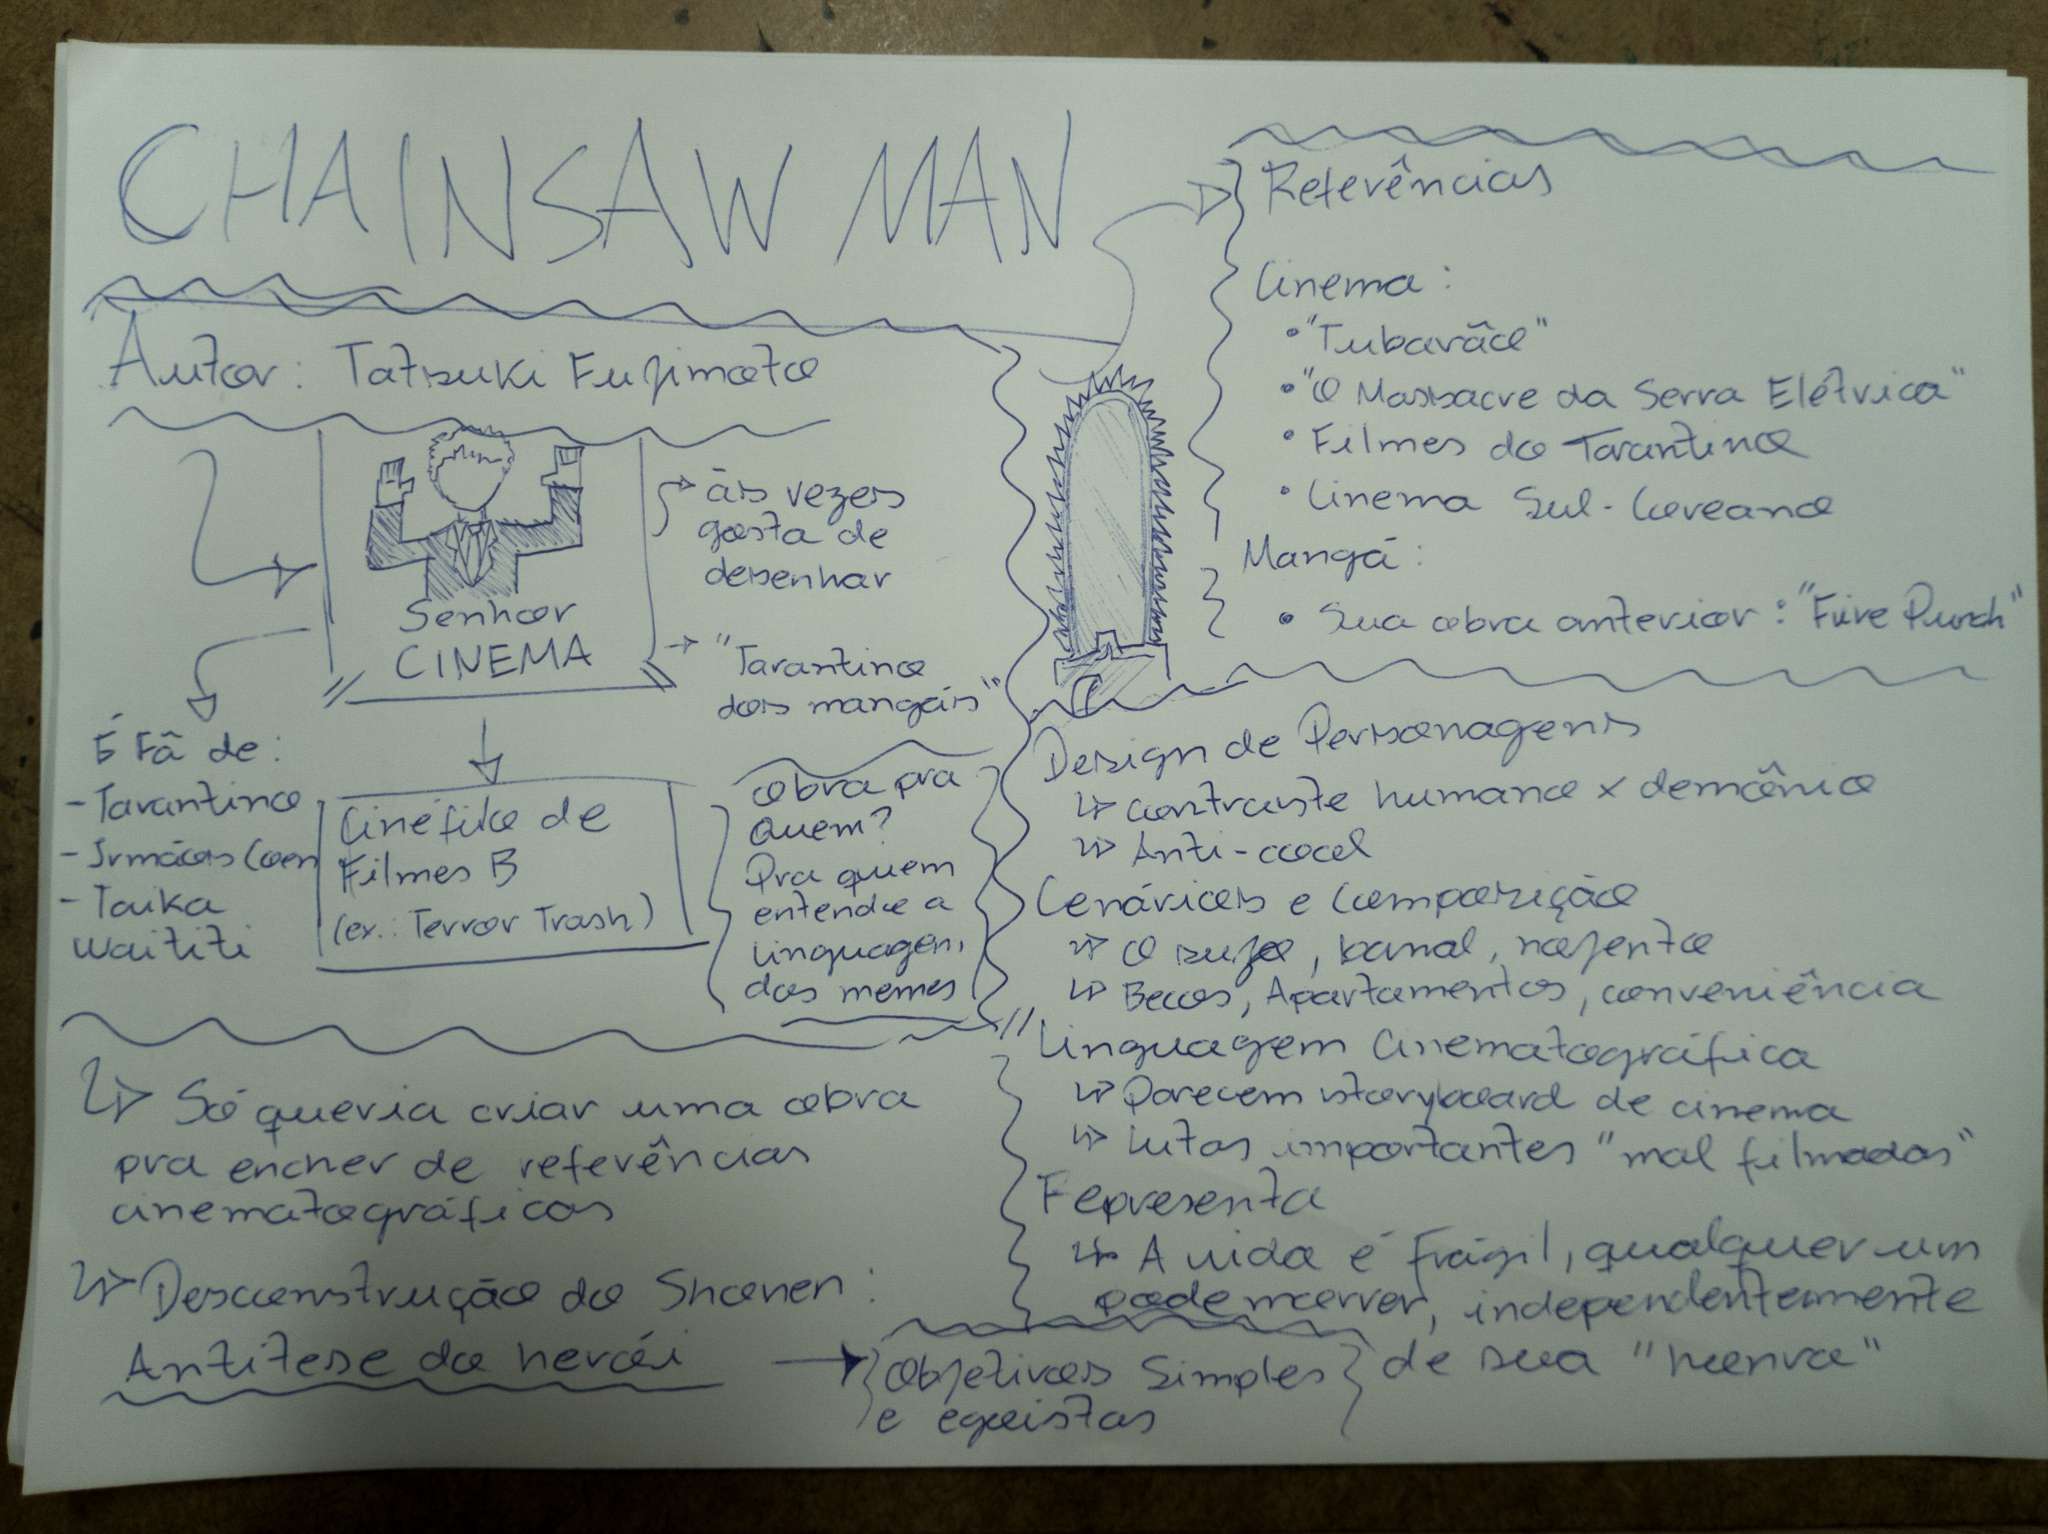 CHAINSAW MAN
Autor: Tatsuki Fujimoto
Senhor
CINEMA
às vezes
gosta de
desenhar
"Tarantino
dos mangás"
É Fã de:
- Tarantino
- Irmãos Coen
- Taika
Waititi
Cinéfilo de
Filmes B
(ex.: Terror Trash)
Obra pra
Quem?
Pra quem
entende a
linguagem
dos memes
Só queria criar uma obra
pra encher de referências
cinematográficas
Desconstrução do Shonen:
Antítese do herói
Objetivos Simples
e egoístas
Referências
Cinema:
• "Tubarão"
• "O Massacre da Serra Elétrica"
• Filmes do Tarantino
• Cinema Sul-Coreano
Mangá:
• Sua obra anterior: "Fire Punch"
Design de Personagens
Contraste humano x demônio
Anti-cool
Cenários e Composição
O sujo, banal, nojento
Becos, Apartamentos, conveniência
Linguagem Cinematográfica
Parecem storyboard de cinema
Lutas importantes "mal filmadas"
Representa
A vida é frágil, qualquer um
pode morrer, independentemente
de sua "honra"